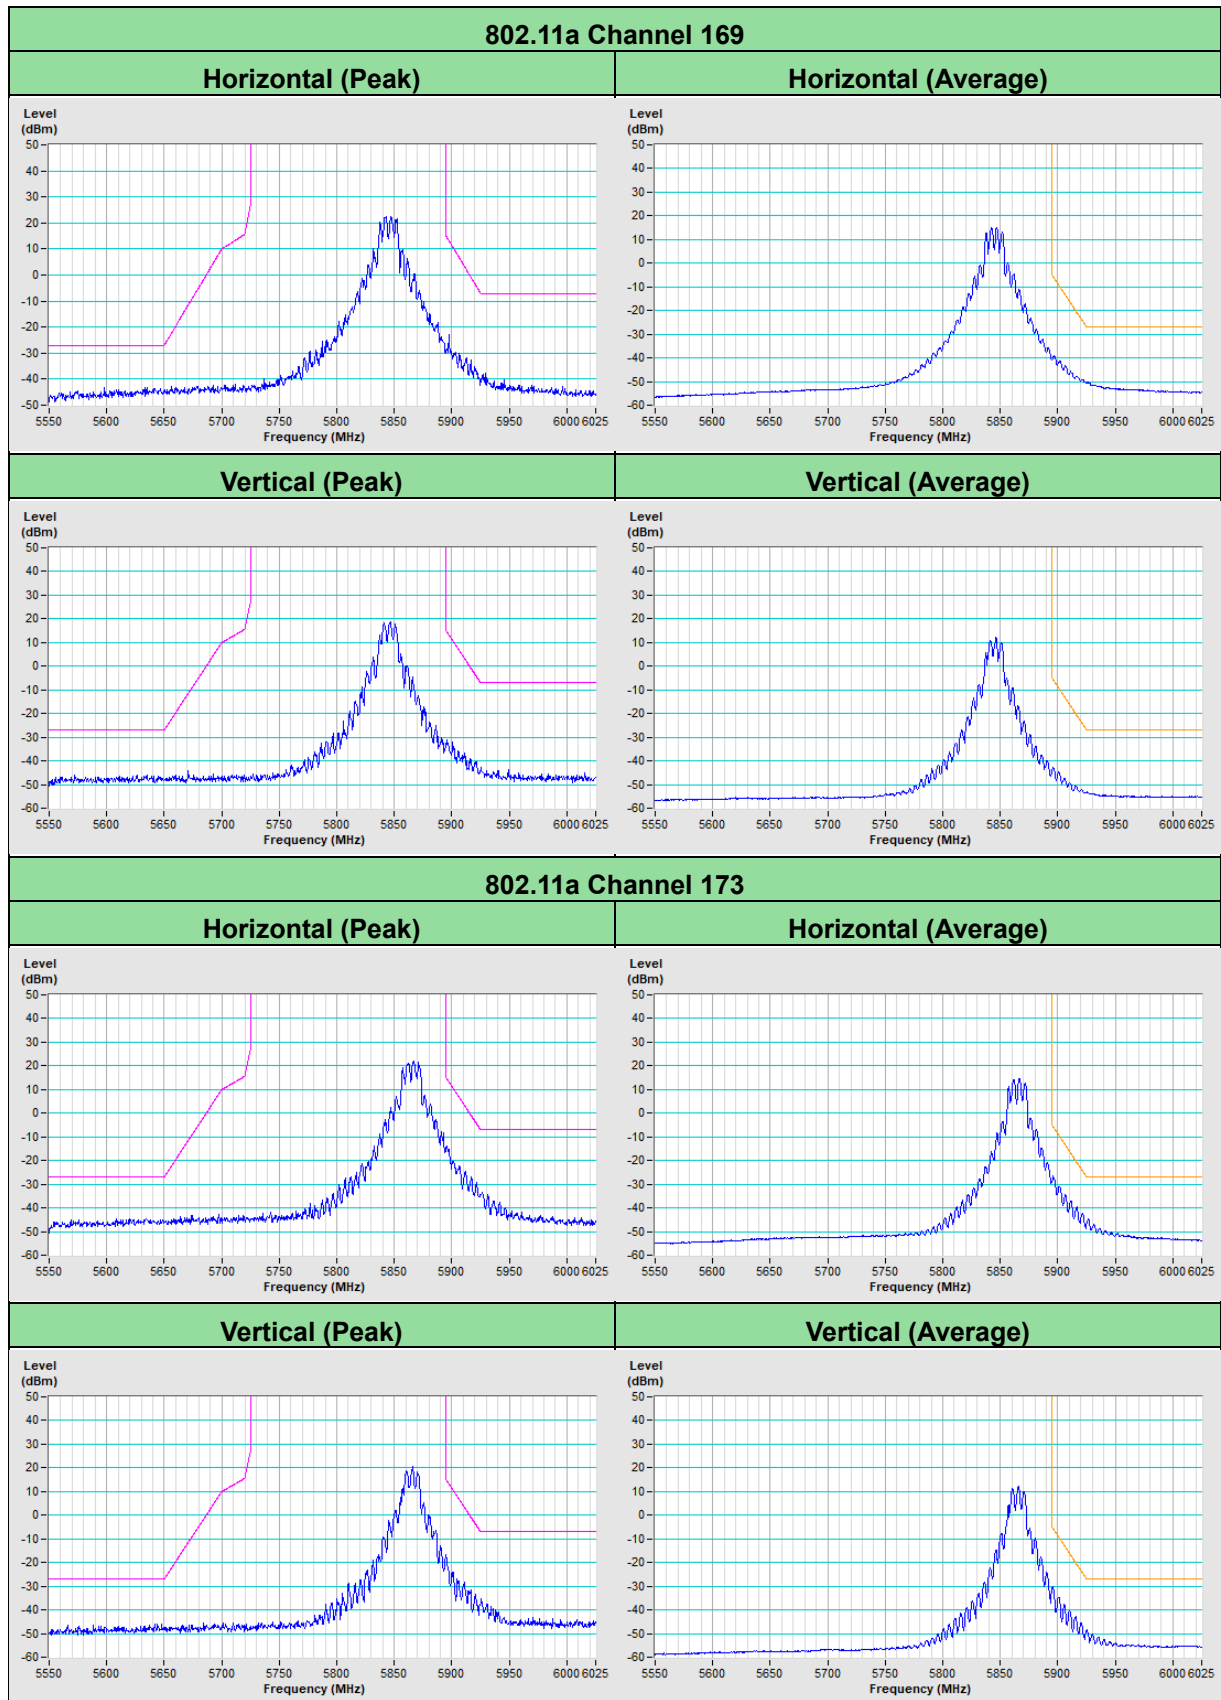 802.11a Channel 169
Horizontal (Peak) Horizontal (Average)
Level Level
(dBm) (dBm)
50 50
40 40
30 30
20 20
10 10
0 0
-10 -10
-20 -20
-30 -30
-40 -40
-50 -50
-60
5550 5600 5650 5700 5750 5800 5850 5900 5950 6000 6025 5550 5600 5650 5700 5750 5800 5850 5900 5950 6000 6025
Frequency (MHz) Frequency (MHz)
Vertical (Peak) Vertical (Average)
Level Level
(dBm) (dBm)
50 50
40 40
30 30
20 20
10 10
0 0
-10 -10
-20 -20
-30 -30
-40 -40
-50 -50
-60 -60
5550 5600 5650 5700 5750 5800 5850 5900 5950 6000 6025 5550 5600 5650 5700 5750 5800 5850 5900 5950 6000 6025
Frequency (MHz) Frequency (MHz)
802.11a Channel 173
Horizontal (Peak) Horizontal (Average)
Level Level
(dBm) (dBm)
50 50
40 40
30 30
20 20
10 10
0 0
-10 -10
-20 -20
-30 -30
-40 -40
-50 -50
-60 -60
5550 5600 5650 5700 5750 5800 5850 5900 5950 6000 6025 5550 5600 5650 5700 5750 5800 5850 5900 5950 6000 6025
Frequency (MHz) Frequency (MHz)
Vertical (Peak) Vertical (Average)
Level Level
(dBm) (dBm)
50 50
40 40
30 30
20 20
10 10
0 0
-10 -10
-20 -20
-30 -30
-40 -40
-50 -50
-60 -60
5550 5600 5650 5700 5750 5800 5850 5900 5950 6000 6025 5550 5600 5650 5700 5750 5800 5850 5900 5950 6000 6025
Frequency (MHz) Frequency (MHz)